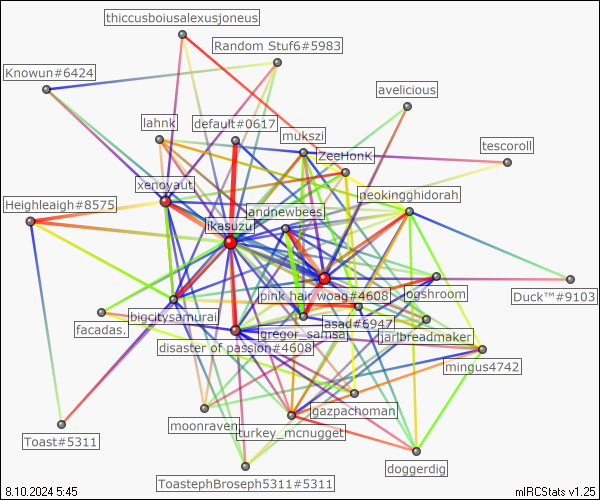 thiccusboiusalexusjoneus
Random Stuf6#5983
Knowun#6424
avelicious
lahnk
default#0617
mukszi
tescoroll
ZeeHonK
xenoyaut
neokingghidorah
Heighleaigh#8575
ikasuzu
andnewbees
pink hair woag#4608
ogshroom
Duck™#9103
facadas.
bigcitysamurai
gregor_samsa
asad#6947
jarlbreadmaker
disaster of passion#4608
mingus4742
moonraven
gazpachoman
turkey_mcnugget
Toast#5311
doggerdig
ToastephBroseph5311#5311
8.10.2024 5:45
mIRCStats v1.25